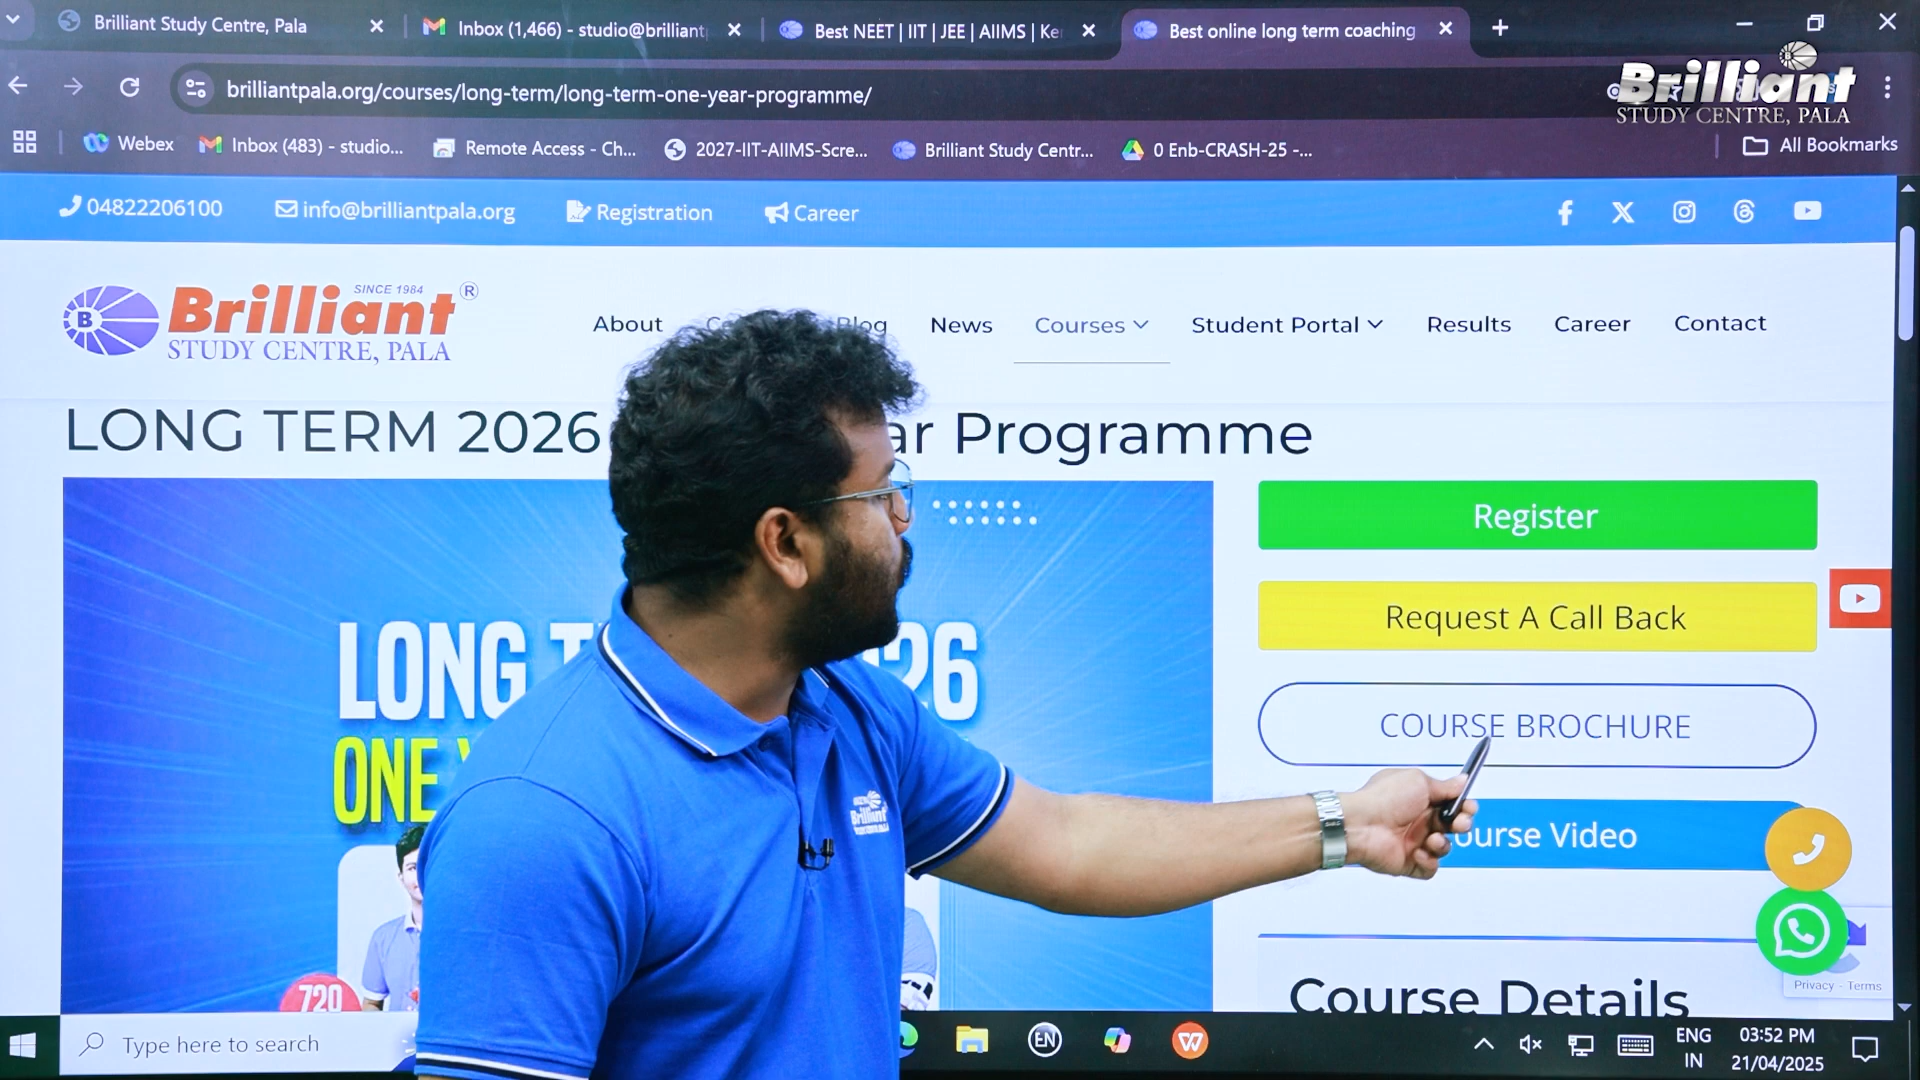 Brilliant Study Centre, Pala
Inbox (1,466) - studio@brilliant
Best NEET | IIT | JEE | AIIMS | Ke
Best online long term coaching
brilliantpala.org/courses/long-term/long-term-one-year-programme/
Brilliant
STUDY CENTRE, PALA
Webex
Inbox (483) - studio...
Remote Access - Ch...
2027-IIT-AIIMS-Scre...
Brilliant Study Centr...
0 Enb-CRASH-25 -...
All Bookmarks
04822206100
info@brilliantpala.org
Registration
Career
SINCE 1984
B
Brilliant ®
STUDY CENTRE, PALA
About
Blog
News
Courses
Student Portal
Results
Career
Contact
LONG TERM 2026 ar Programme
Register
Request A Call Back
COURSE BROCHURE
ourse Video
LONG T 26
ONE
720
Brilliant
Course Details
Privacy - Terms
Type here to search
EN
W
ENG
IN
03:52 PM
21/04/2025